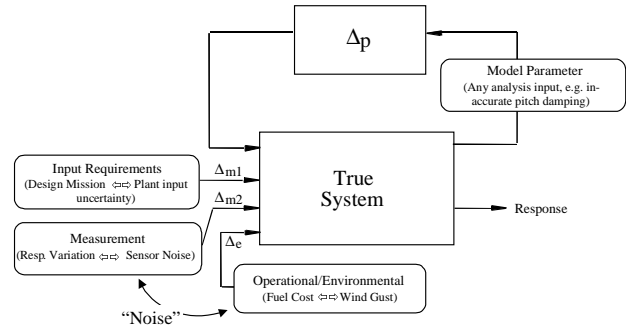 Δp
Model Parameter
(Any analysis input, e.g. in-
accurate pitch damping)
Input Requirements
(Design Mission ⇦⇨ Plant input
uncertainty)
Δm1
True
System
Δm2
Response
Measurement
(Resp. Variation ⇦⇨ Sensor Noise)
Δe
Operational/Environmental
(Fuel Cost ⇦⇨ Wind Gust)
“Noise”